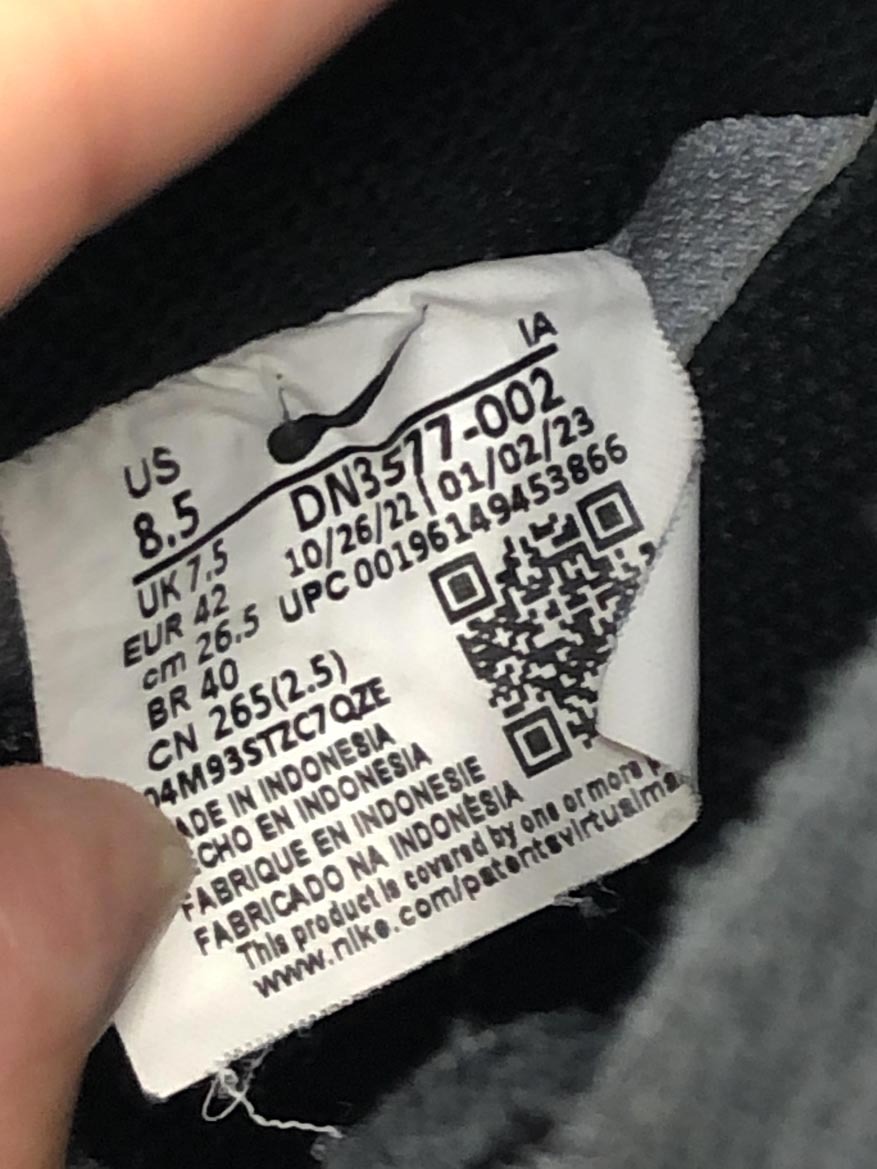 IA
US
8.5
DN3577-002
10/26/22 01/02/23
UPC 00196149453866
UK 7.5
EUR 42
cm 26.5
BR 40
CN 265(2.5)
04M93STZC7QZE
ADE IN INDONESIA
CHO EN INDONESIA
FABRIQUE EN INDONESIE
FABRICADO NA INDONÉSIA
This product is covered by one or more p
www.nike.com/patentsvirtualma